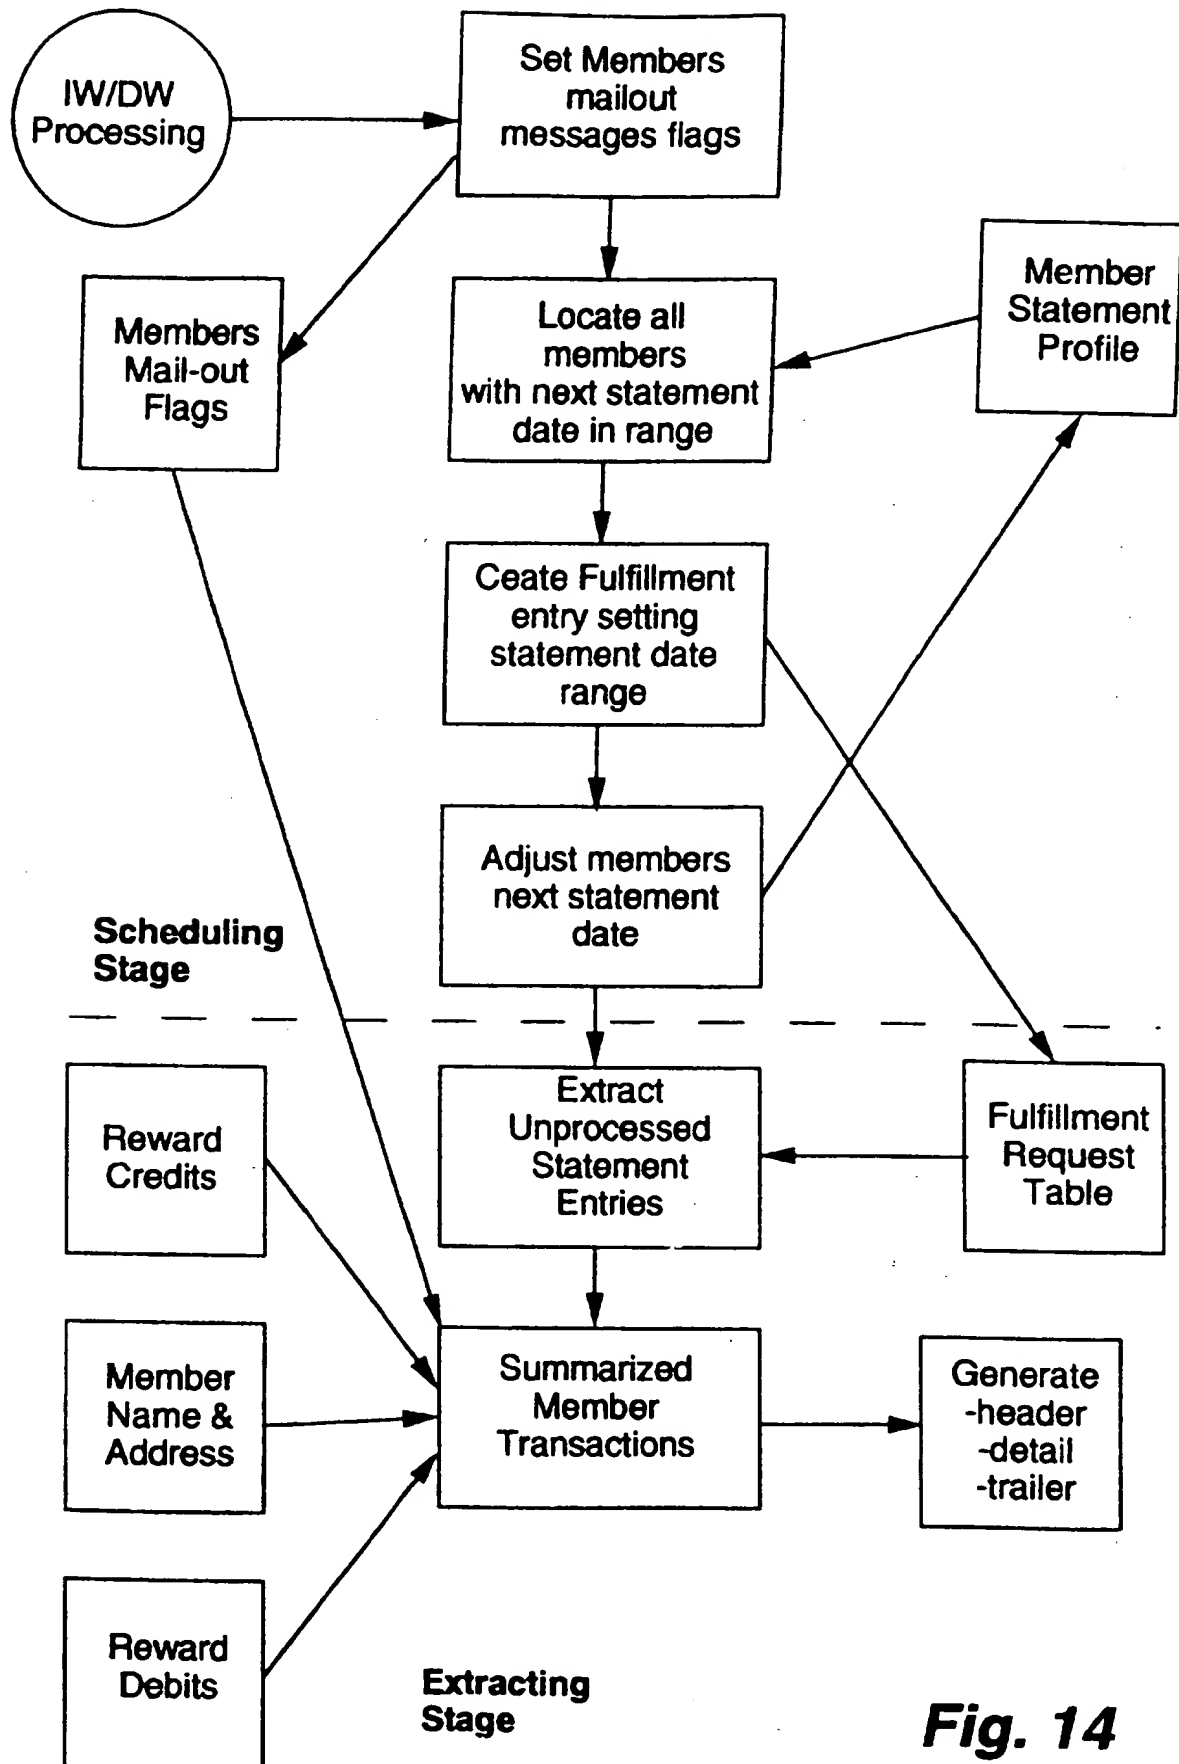 IW/DW
Processing
Set Members
mailout
messages flags
Members
Mail-out
Flags
Locate all
members
with next statement
date in range
Member
Statement
Profile
Ceate Fulfillment
entry setting
statement date
range
Adjust members
next statement
date
Scheduling
Stage
Reward
Credits
Extract
Unprocessed
Statement
Entries
Fulfillment
Request
Table
Member
Name &
Address
Summarized
Member
Transactions
Generate
-header
-detail
-trailer
Reward
Debits
Extracting
Stage
Fig. 14